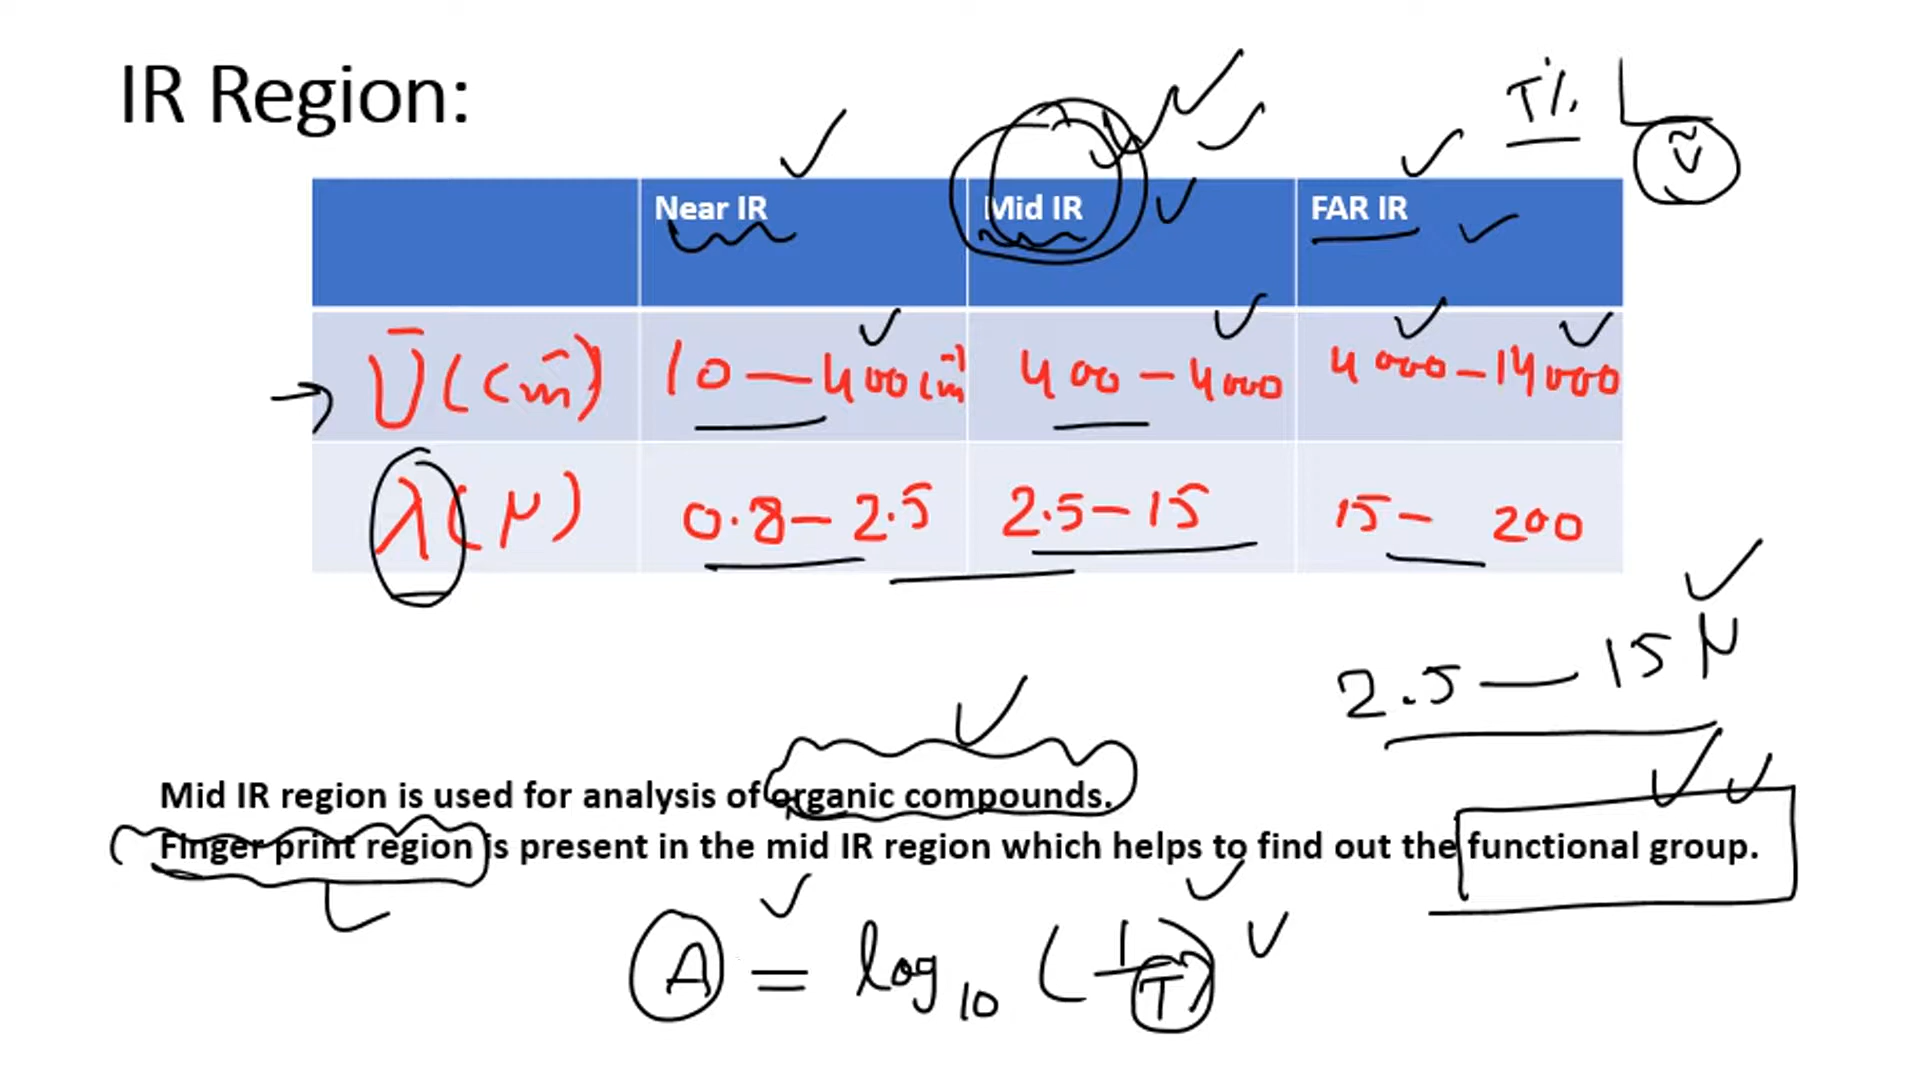 IR Region:
T%
ṽ
Near IR Mid IR FAR IR
→ ῡ(cm⁻) 10—400cm⁻¹ 400-4000 4000-14000
λ(μ) 0.8-2.5 2.5-15 15- 200
2.5—15 μ
Mid IR region is used for analysis of organic compounds.
Finger print region is present in the mid IR region which helps to find out the functional group.
A = log₁₀ (1/T)